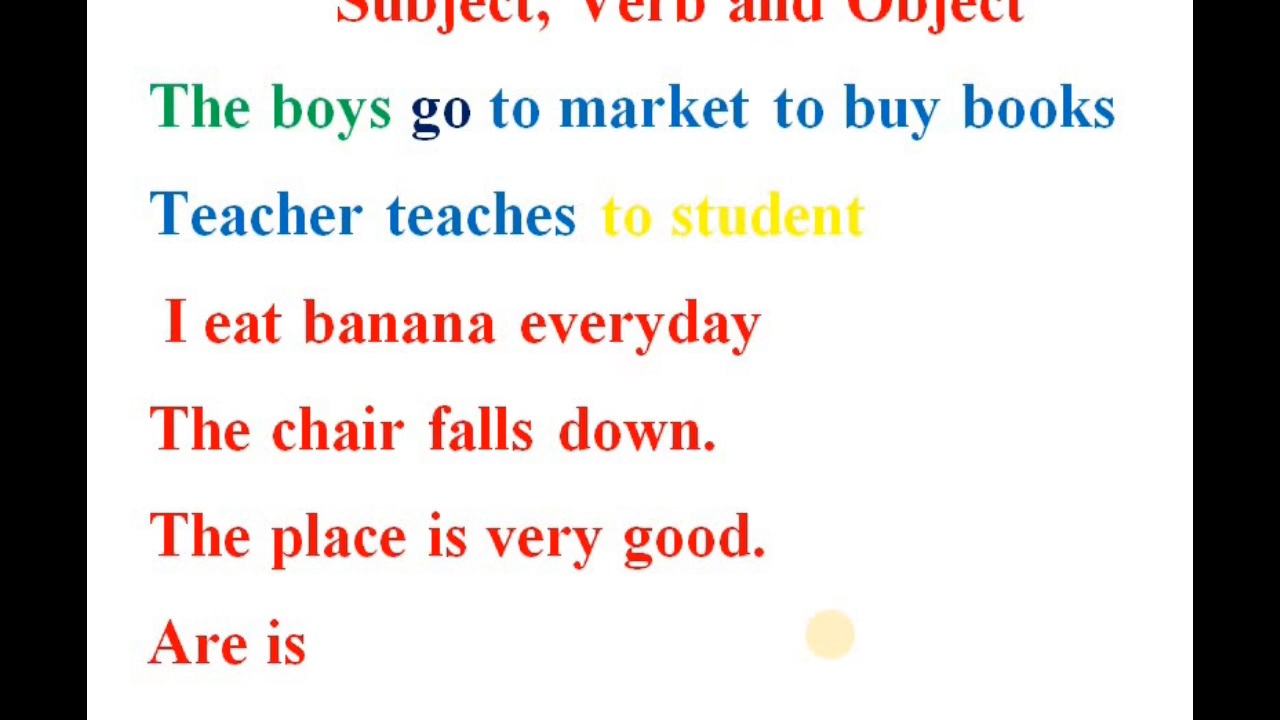 Subject, Verb and Object
The boys go to market to buy books
Teacher teaches to student
I eat banana everyday
The chair falls down.
The place is very good.
Are is